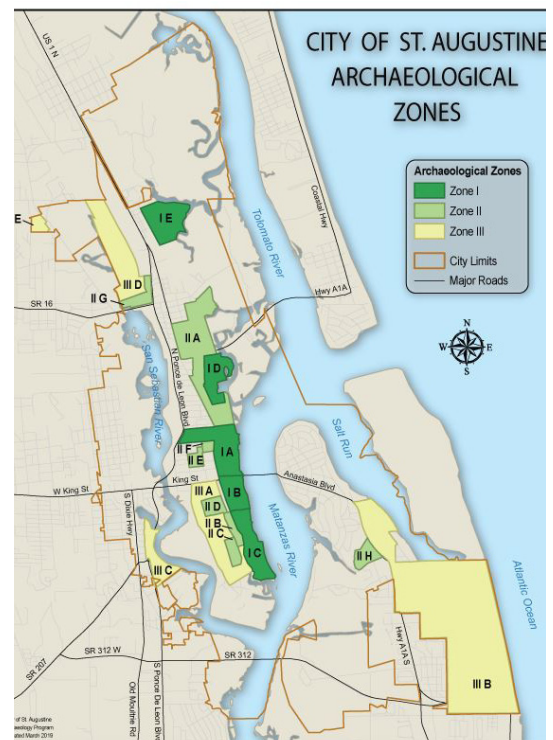 CITY OF ST. AUGUSTINE
ARCHAEOLOGICAL
ZONES
Archaeological Zones
Zone I
Zone II
Zone III
City Limits
Major Roads
N
W E
S
US 1 N
Coastal Hwy
Tolomato River
I E
E
III D
II G
SR 16
Hwy A1A
II A
I D
San Sebastian River
N Ponce de Leon Blvd
Salt Run
II F
I A
II E
King St
W King St
Anastasia Blvd
III A
I B
II D
II B
II C
S Dixie Hwy
Matanzas River
I C
II H
III C
Atlantic Ocean
SR 312 W
SR 312
Hwy A1A S
SR 207
III B
Old Moultrie Rd
S Ponce De Leon Blvd
of St. Augustine
aeology Program
ated March 2019